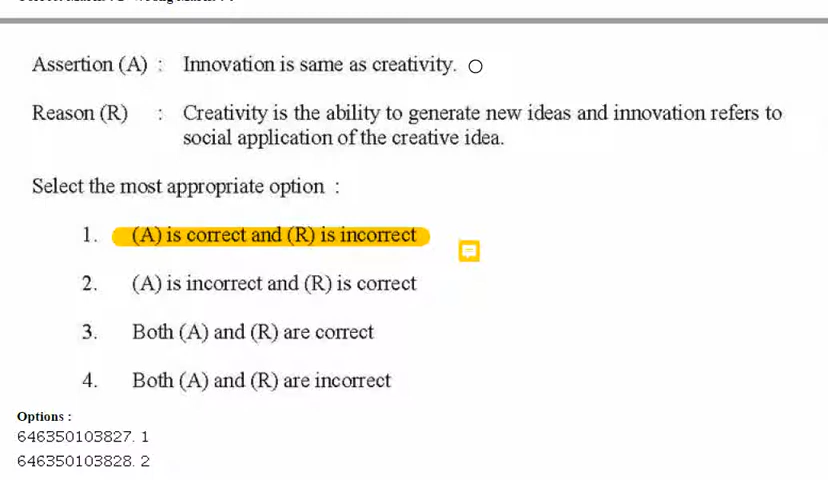 Assertion (A) : Innovation is same as creativity.
Reason (R) : Creativity is the ability to generate new ideas and innovation refers to
social application of the creative idea.
Select the most appropriate option :
1. (A) is correct and (R) is incorrect
2. (A) is incorrect and (R) is correct
3. Both (A) and (R) are correct
4. Both (A) and (R) are incorrect
Options :
646350103827. 1
646350103828. 2